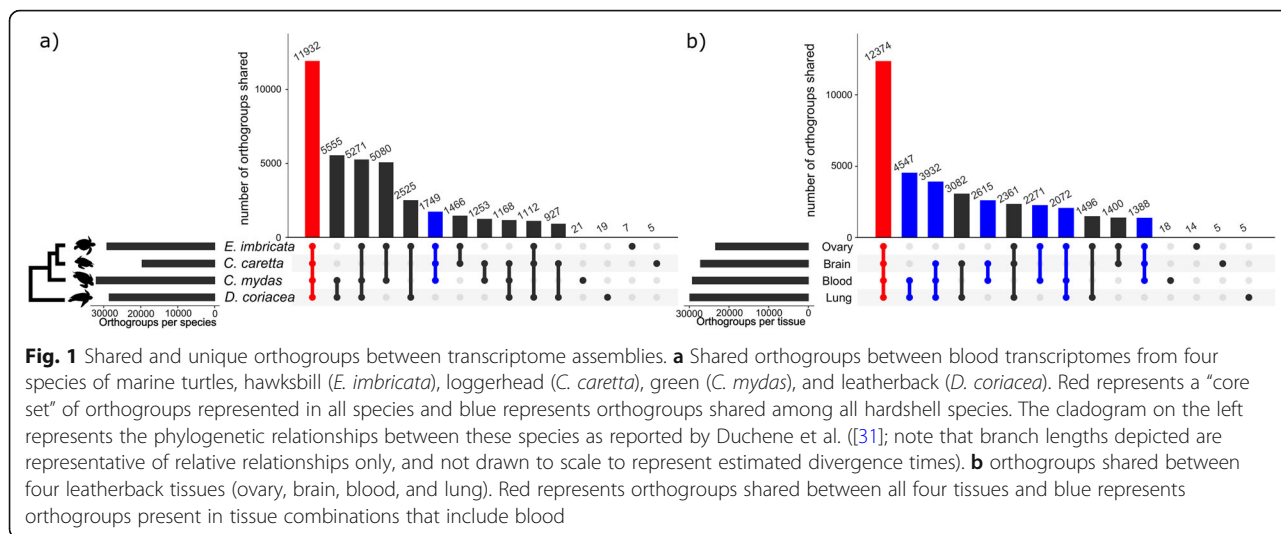 a)
b)
number of orthogroups shared
10000
5000
0
11932
5555
5271
5080
2525
1749
1466
1253
1168
1112
927
21
19
7
5
E. imbricata
C. caretta
C. mydas
D. coriacea
30000 20000 10000 0
Orthogroups per species
number of orthogroups shared
10000
5000
0
12374
4547
3932
3082
2615
2361
2271
2072
1496
1400
1388
18
14
5
5
Ovary
Brain
Blood
Lung
30000 20000 10000 0
Orthogroups per tissue
Fig. 1 Shared and unique orthogroups between transcriptome assemblies. a Shared orthogroups between blood transcriptomes from four
species of marine turtles, hawksbill (E. imbricata), loggerhead (C. caretta), green (C. mydas), and leatherback (D. coriacea). Red represents a “core
set” of orthogroups represented in all species and blue represents orthogroups shared among all hardshell species. The cladogram on the left
represents the phylogenetic relationships between these species as reported by Duchene et al. ([31]; note that branch lengths depicted are
representative of relative relationships only, and not drawn to scale to represent estimated divergence times). b orthogroups shared between
four leatherback tissues (ovary, brain, blood, and lung). Red represents orthogroups shared between all four tissues and blue represents
orthogroups present in tissue combinations that include blood